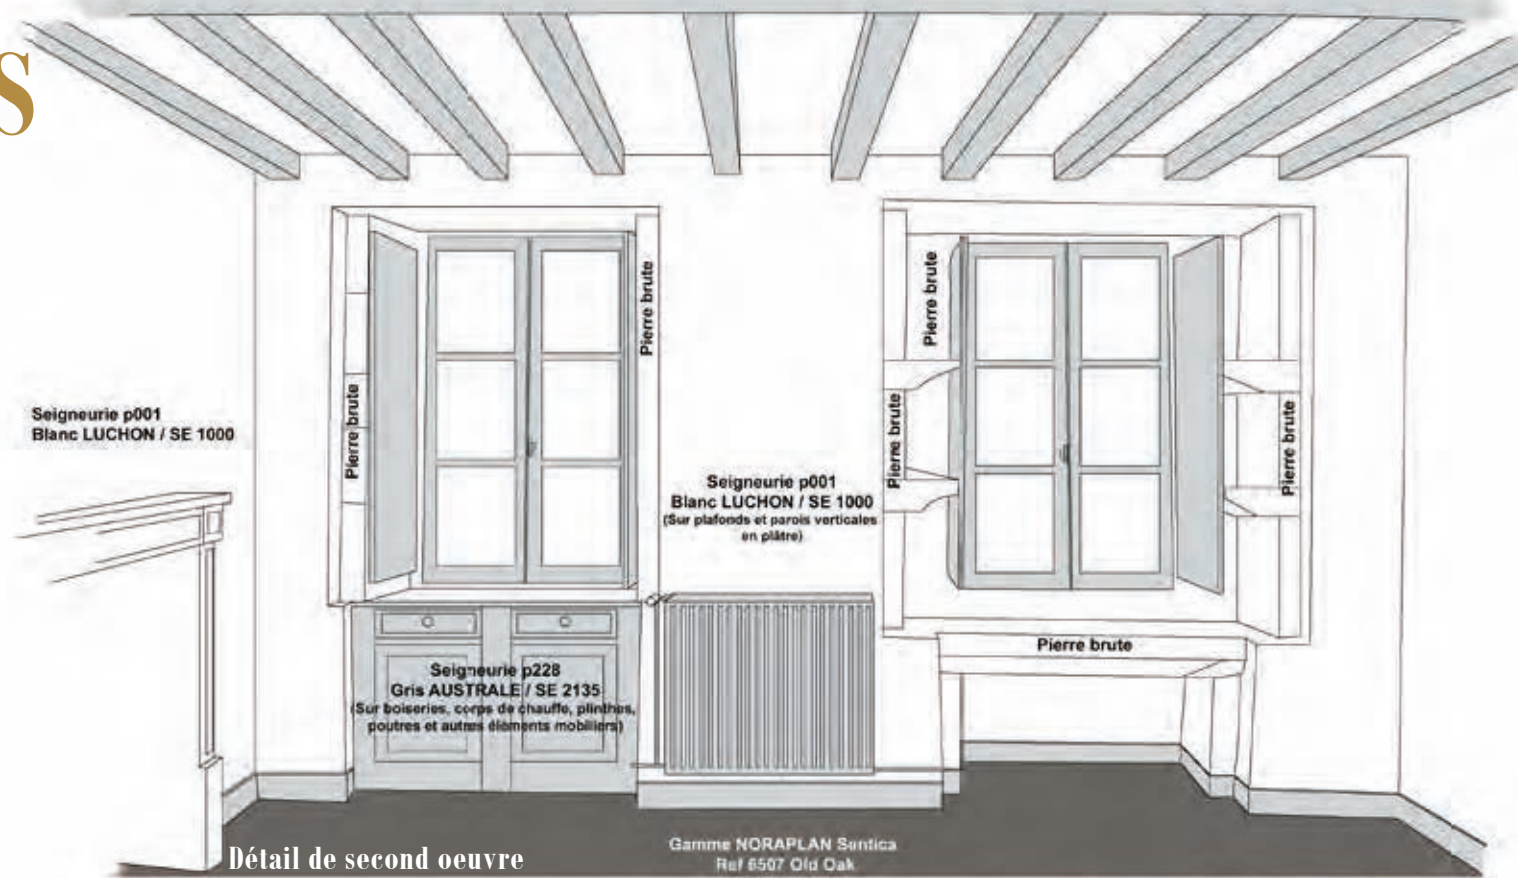 S
Pierre brute
Pierre brute
Pierre brute
Seigneurie p001
Blanc LUCHON / SE 1000
Pierre brute
Pierre brute
Seigneurie p001
Blanc LUCHON / SE 1000
(Sur plafonds et parois verticales
en plâtre)
Pierre brute
Seigneurie p228
Gris AUSTRALE / SE 2135
(Sur boiseries, corps de chauffe, plinthes,
poutres et autres éléments mobiliers)
Gamme NORAPLAN Sentica
Ref 6507 Old Oak
Détail de second oeuvre